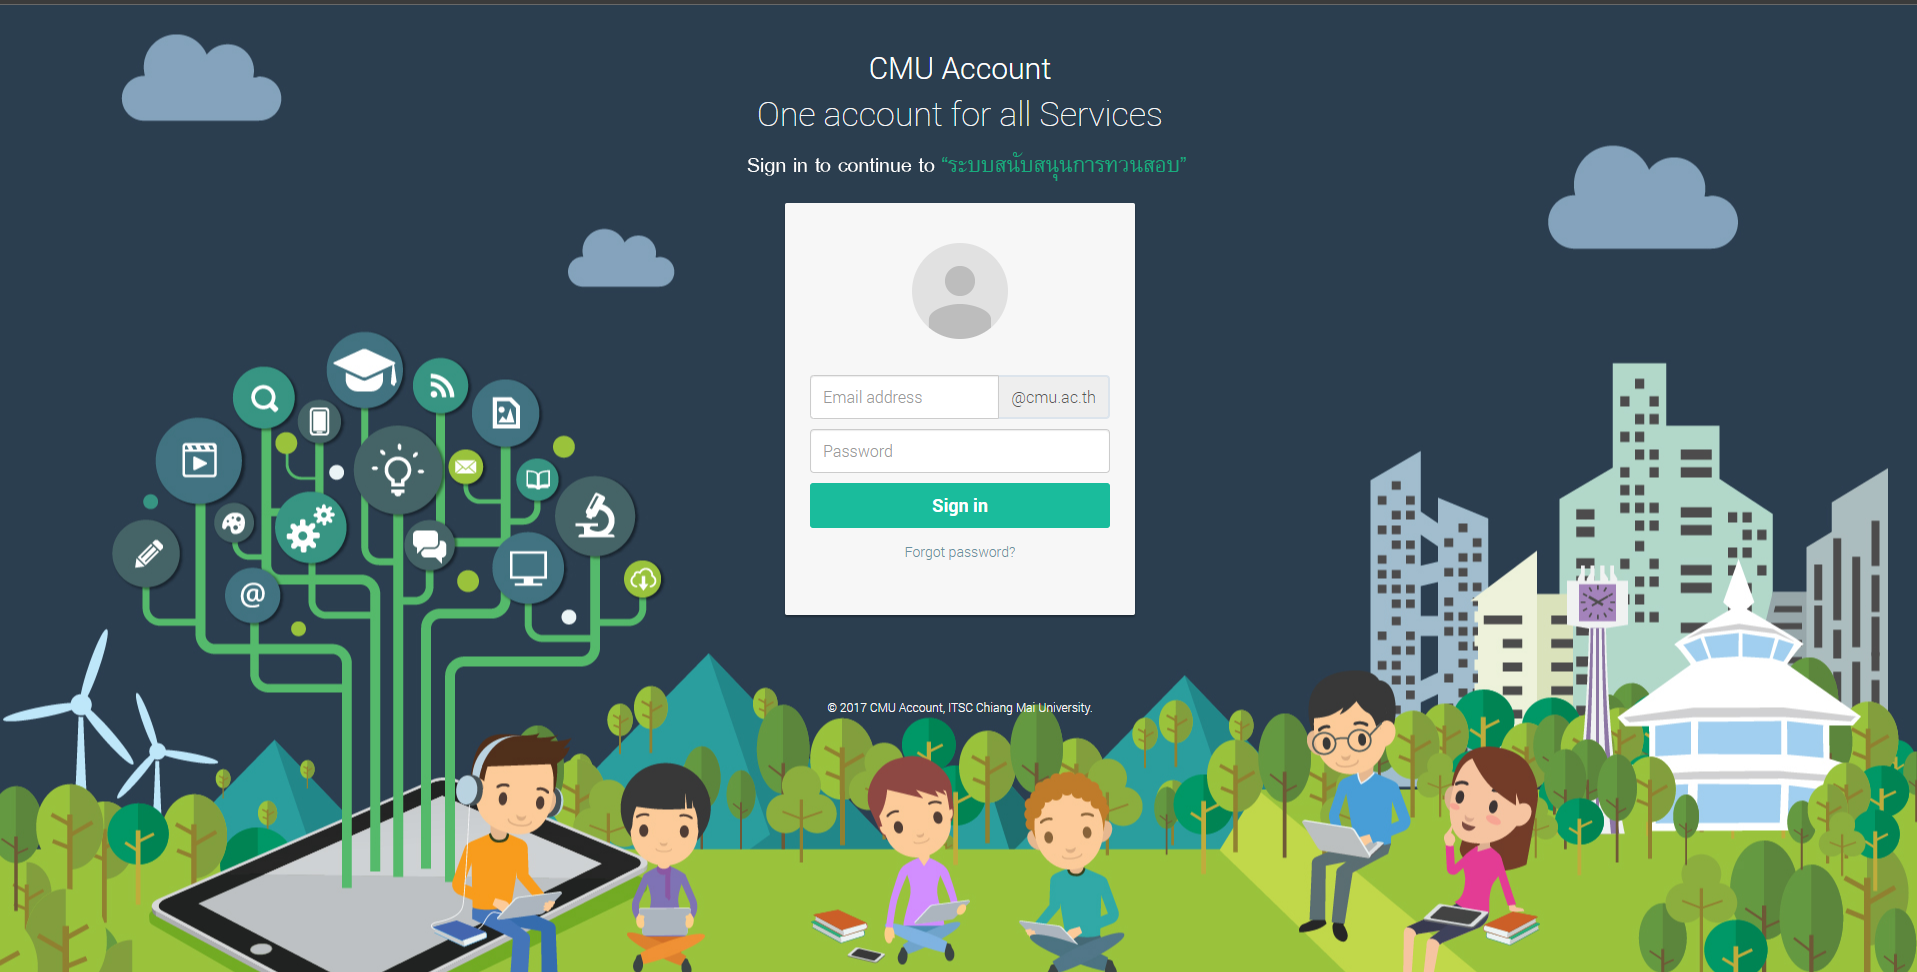 CMU Account
One account for all Services
Sign in to continue to “ระบบสนับสนุนการทวนสอบ”
Email address @cmu.ac.th
Password
Sign in
Forgot password?
© 2017 CMU Account, ITSC Chiang Mai University.